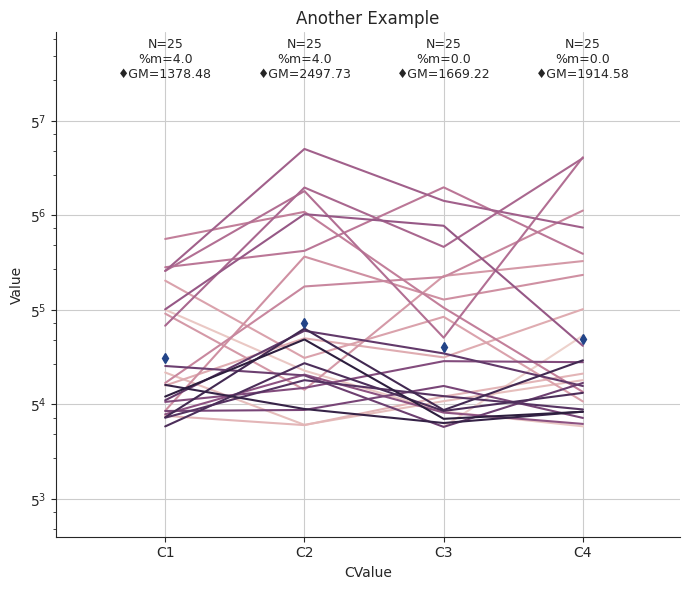 Another Example
N=25 N=25 N=25 N=25
%m=4.0 %m=4.0 %m=0.0 %m=0.0
♦GM=1378.48 ♦GM=2497.73 ♦GM=1669.22 ♦GM=1914.58
5⁷
5⁶
5⁵
5⁴
5³
Value
C1 C2 C3 C4
CValue